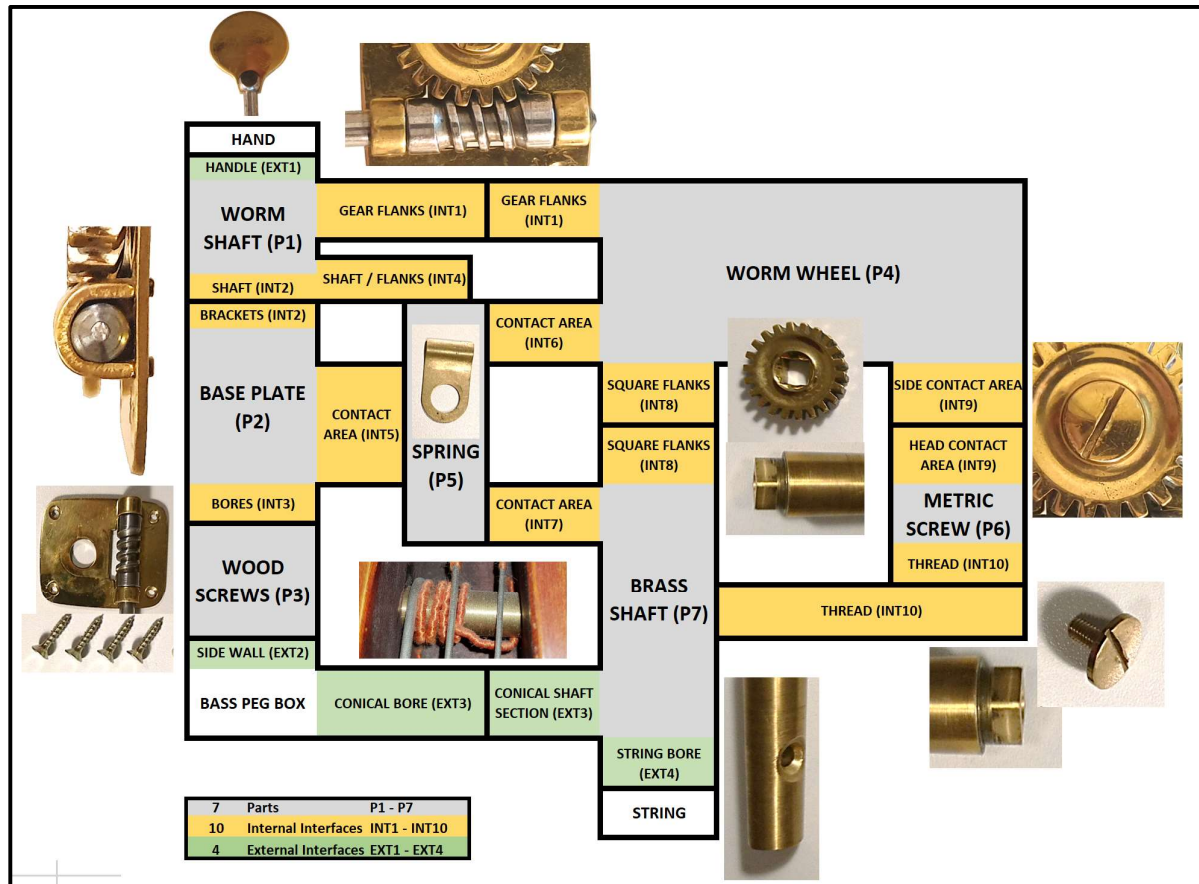 HAND
HANDLE (EXT1)
WORM
SHAFT (P1)
GEAR FLANKS (INT1)
GEAR FLANKS
(INT1)
WORM WHEEL (P4)
SHAFT (INT2)
SHAFT / FLANKS (INT4)
BRACKETS (INT2)
CONTACT AREA
(INT6)
BASE PLATE
(P2)
CONTACT
AREA (INT5)
SPRING
(P5)
SQUARE FLANKS
(INT8)
SIDE CONTACT AREA
(INT9)
SQUARE FLANKS
(INT8)
HEAD CONTACT
AREA (INT9)
BORES (INT3)
CONTACT AREA
(INT7)
METRIC
SCREW (P6)
WOOD
SCREWS (P3)
BRASS
SHAFT (P7)
THREAD (INT10)
THREAD (INT10)
SIDE WALL (EXT2)
BASS PEG BOX
CONICAL BORE (EXT3)
CONICAL SHAFT
SECTION (EXT3)
STRING BORE
(EXT4)
STRING
7 Parts P1 - P7
10 Internal Interfaces INT1 - INT10
4 External Interfaces EXT1 - EXT4